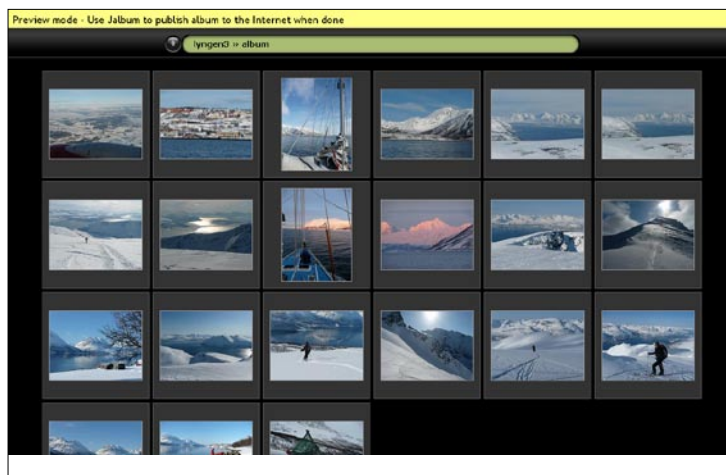 Preview mode - Use Jalbum to publish album to the Internet when done
lyngen3 » album